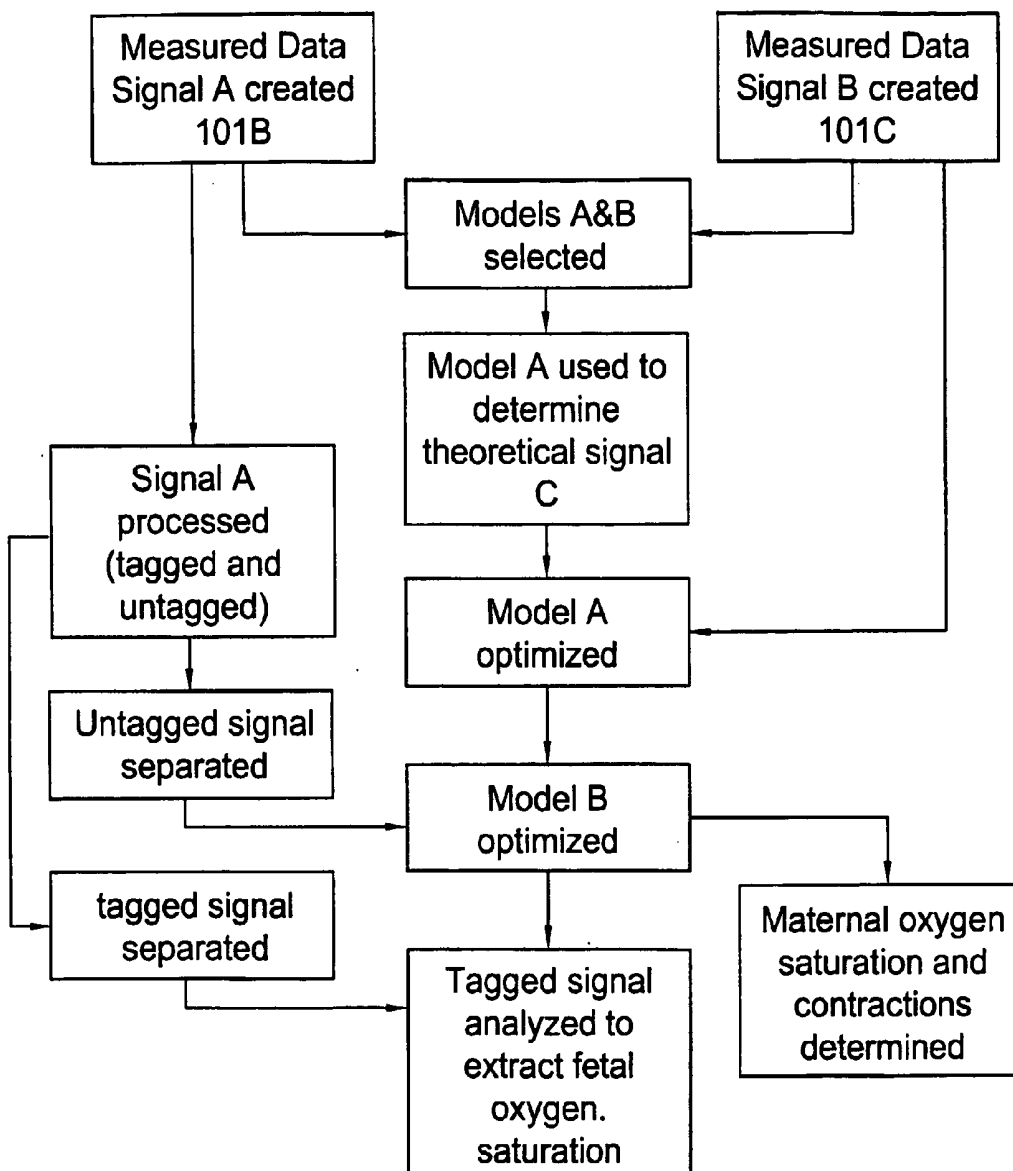 Measured Data
Signal A created
101B
Measured Data
Signal B created
101C
Models A&B
selected
Model A used to
determine
theoretical signal
C
Signal A
processed
(tagged and
untagged)
Model A
optimized
Untagged signal
separated
Model B
optimized
tagged signal
separated
Maternal oxygen
saturation and
contractions
determined
Tagged signal
analyzed to
extract fetal
oxygen.
saturation